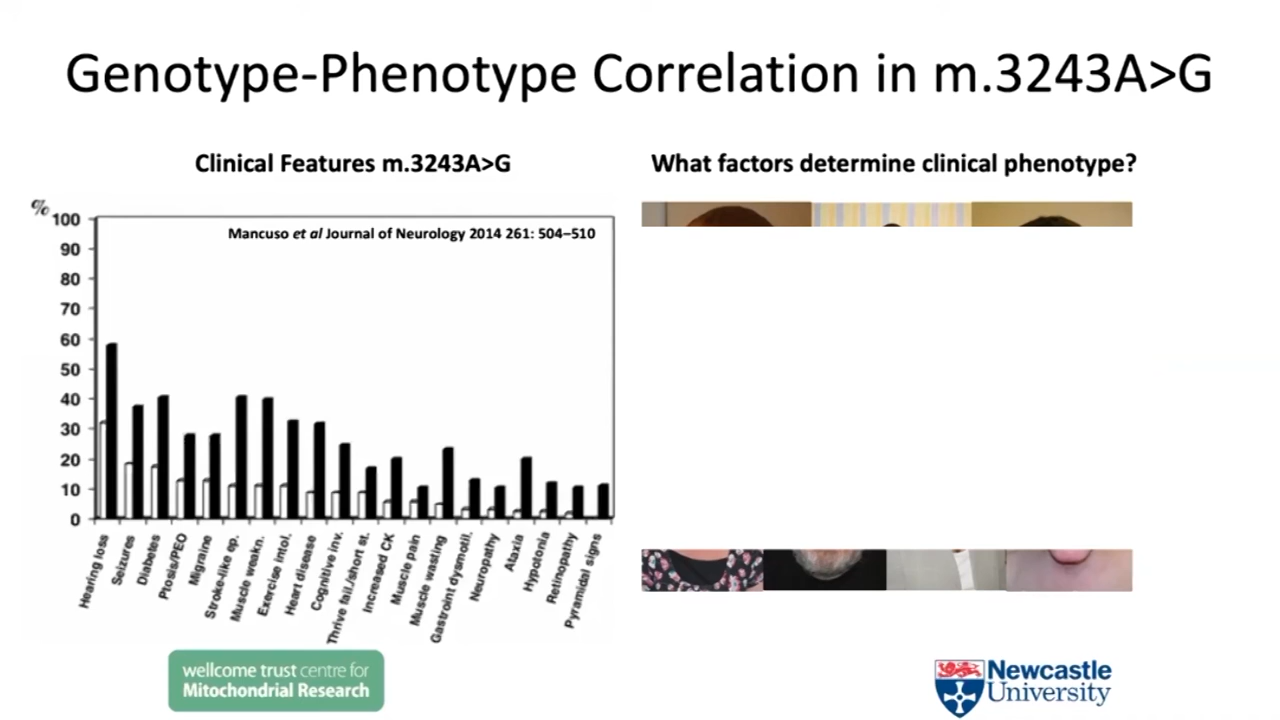 Genotype-Phenotype Correlation in m.3243A>G
Clinical Features m.3243A>G
What factors determine clinical phenotype?
%
Mancuso et al Journal of Neurology 2014 261: 504–510
100
90
80
70
60
50
40
30
20
10
0
Hearing loss
Seizures
Diabetes
Ptosis/PEO
Migraine
Stroke-like ep.
Muscle weakn.
Exercise intol.
Heart disease
Cognitive inv.
Thrive fail./short st.
Increased CK
Muscle pain
Muscle wasting
Gastroint dysmotil.
Neuropathy
Ataxia
Hypotonia
Retinopathy
Pyramidal signs
wellcome trust centre for
Mitochondrial Research
Newcastle
University